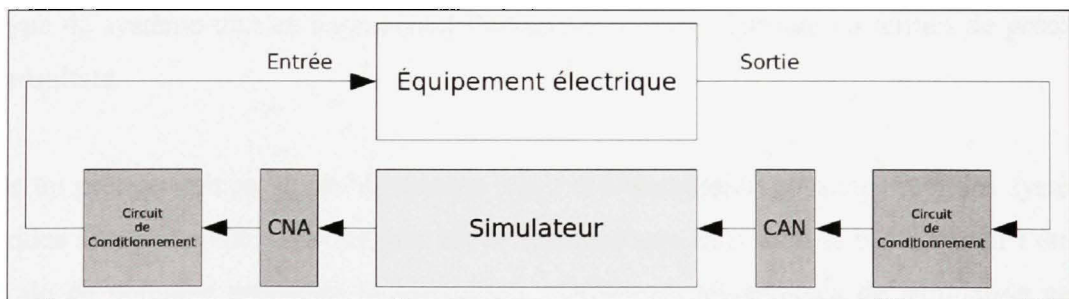 Entrée
Équipement électrique
Sortie
Circuit
de
Conditionnement
CNA
Simulateur
CAN
Circuit
de
Conditionnement